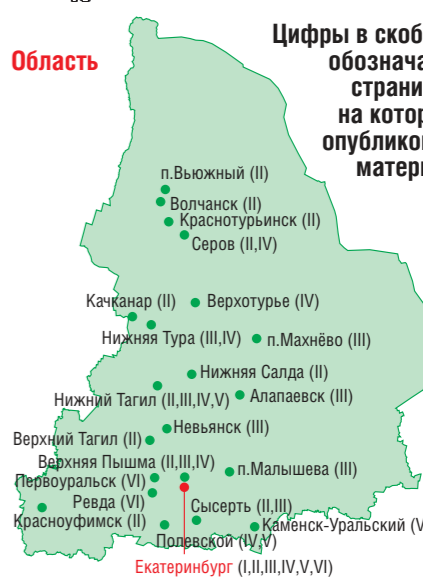 Область
Цифры в скоб
обознача
страни
на котор
опубликов
матери
п.Вьюжный (II)
Волчанск (II)
Краснотурьинск (II)
Серов (II,IV)
Качканар (II)
Верхотурье (IV)
Нижняя Тура (III,IV)
п.Махнёво (III)
Нижняя Салда (II)
Нижний Тагил (II,III,IV,V)
Алапаевск (III)
Невьянск (III)
Верхний Тагил (II)
Верхняя Пышма (II,III,IV)
п.Малышева (III)
Первоуральск (VI)
Ревда (VI)
Сысерть (II,III)
Красноуфимск (II)
Каменск-Уральский (V
Полевской (IV,V)
Екатеринбург (I,II,III,IV,V,VI)